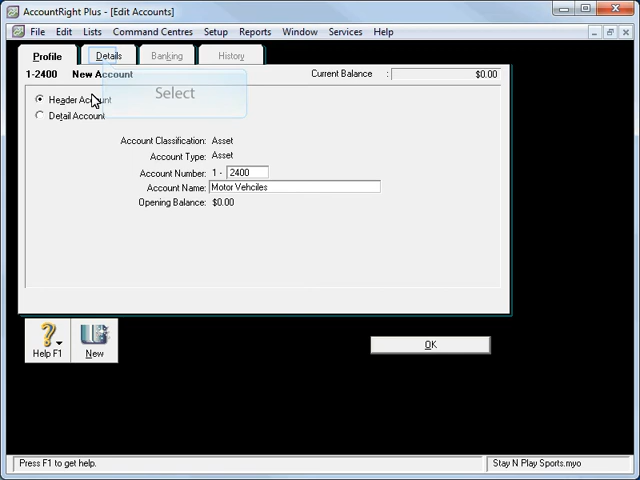 AccountRight Plus - [Edit Accounts]
File Edit Lists Command Centres Setup Reports Window Services Help
Profile Details Banking History
1-2400 New Account Current Balance : $0.00
Select
Header Account
Detail Account
Account Classification: Asset
Account Type: Asset
Account Number: 1 - 2400
Account Name: Motor Vehciles
Opening Balance: $0.00
Help F1 New OK
Press F1 to get help. Stay N Play Sports.myo